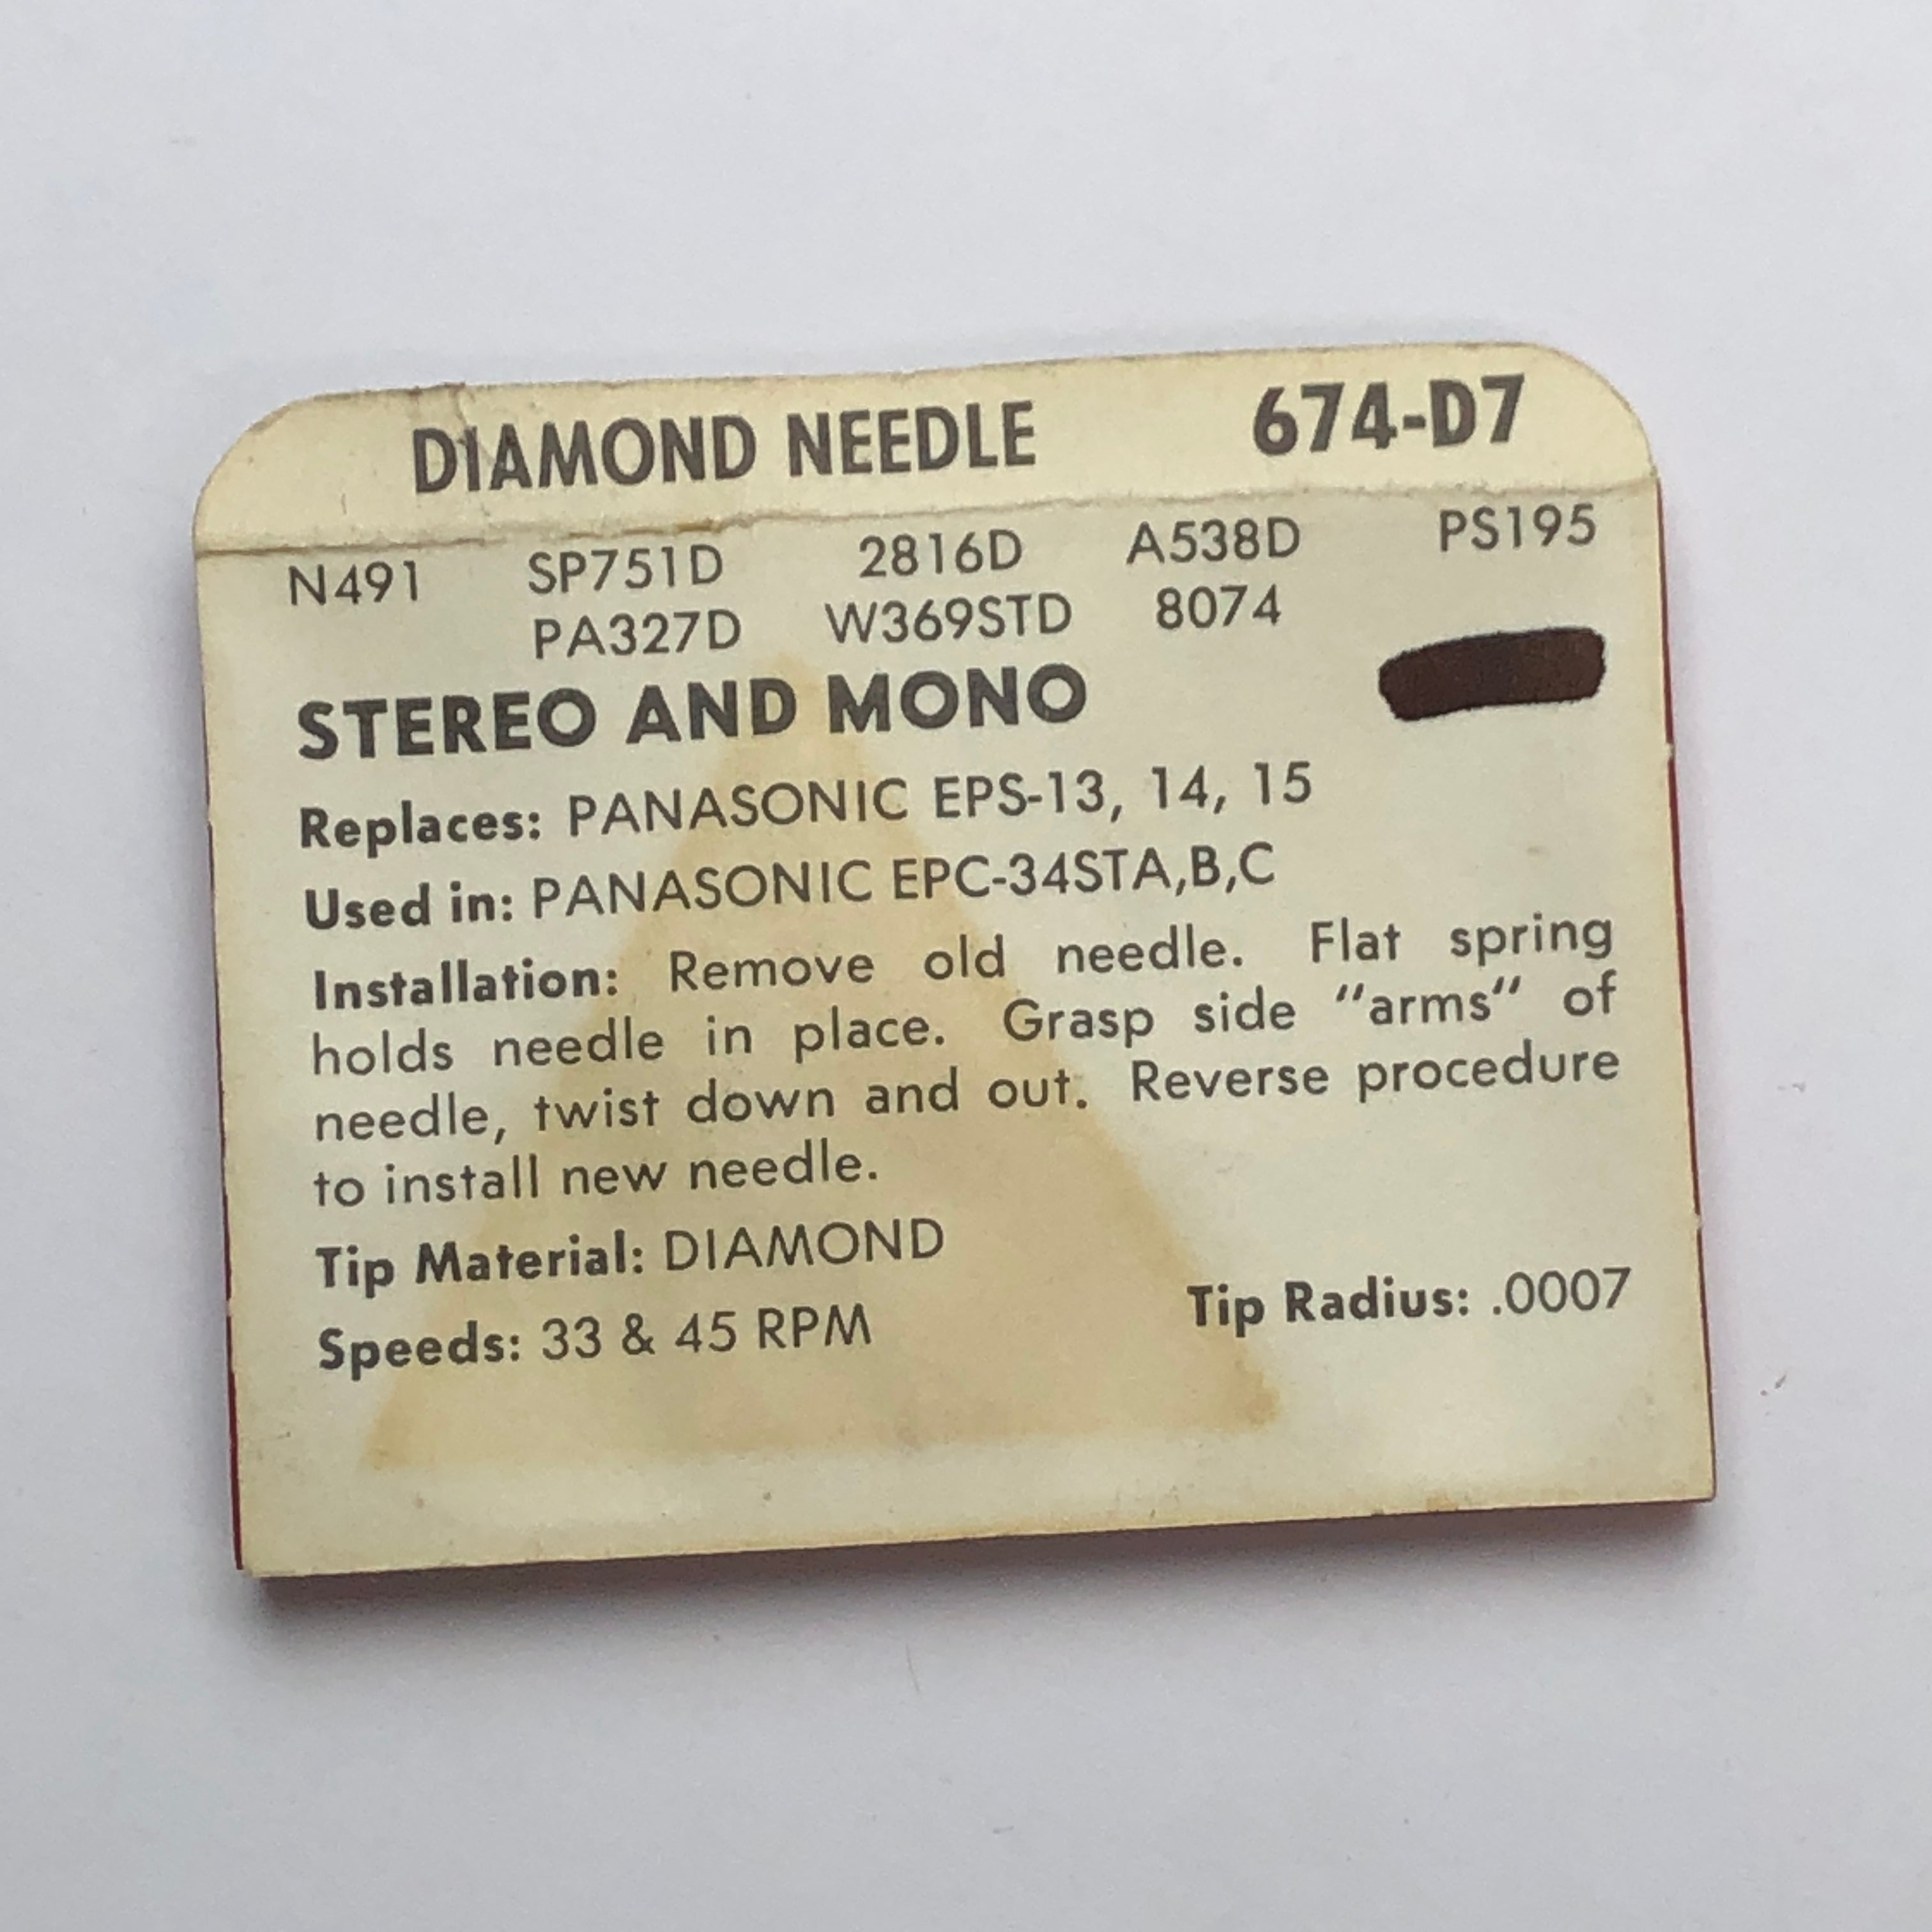 DIAMOND NEEDLE 674-D7
N491 SP751D 2816D A538D PS195
PA327D W369STD 8074
STEREO AND MONO
Replaces: PANASONIC EPS-13, 14, 15
Used in: PANASONIC EPC-34STA,B,C
Installation: Remove old needle. Flat spring
holds needle in place. Grasp side "arms" of
needle, twist down and out. Reverse procedure
to install new needle.
Tip Material: DIAMOND
Speeds: 33 & 45 RPM Tip Radius: .0007